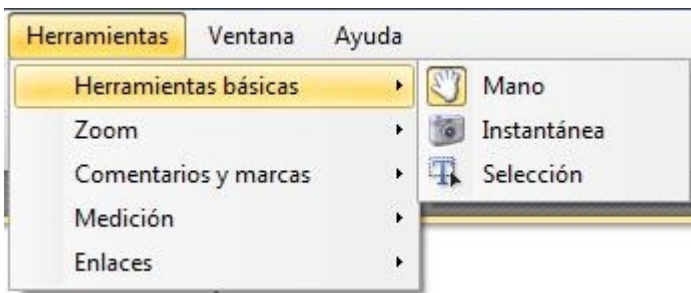 Herramientas Ventana Ayuda
Herramientas básicas
Mano
Zoom
Instantánea
Comentarios y marcas
Selección
Medición
Enlaces